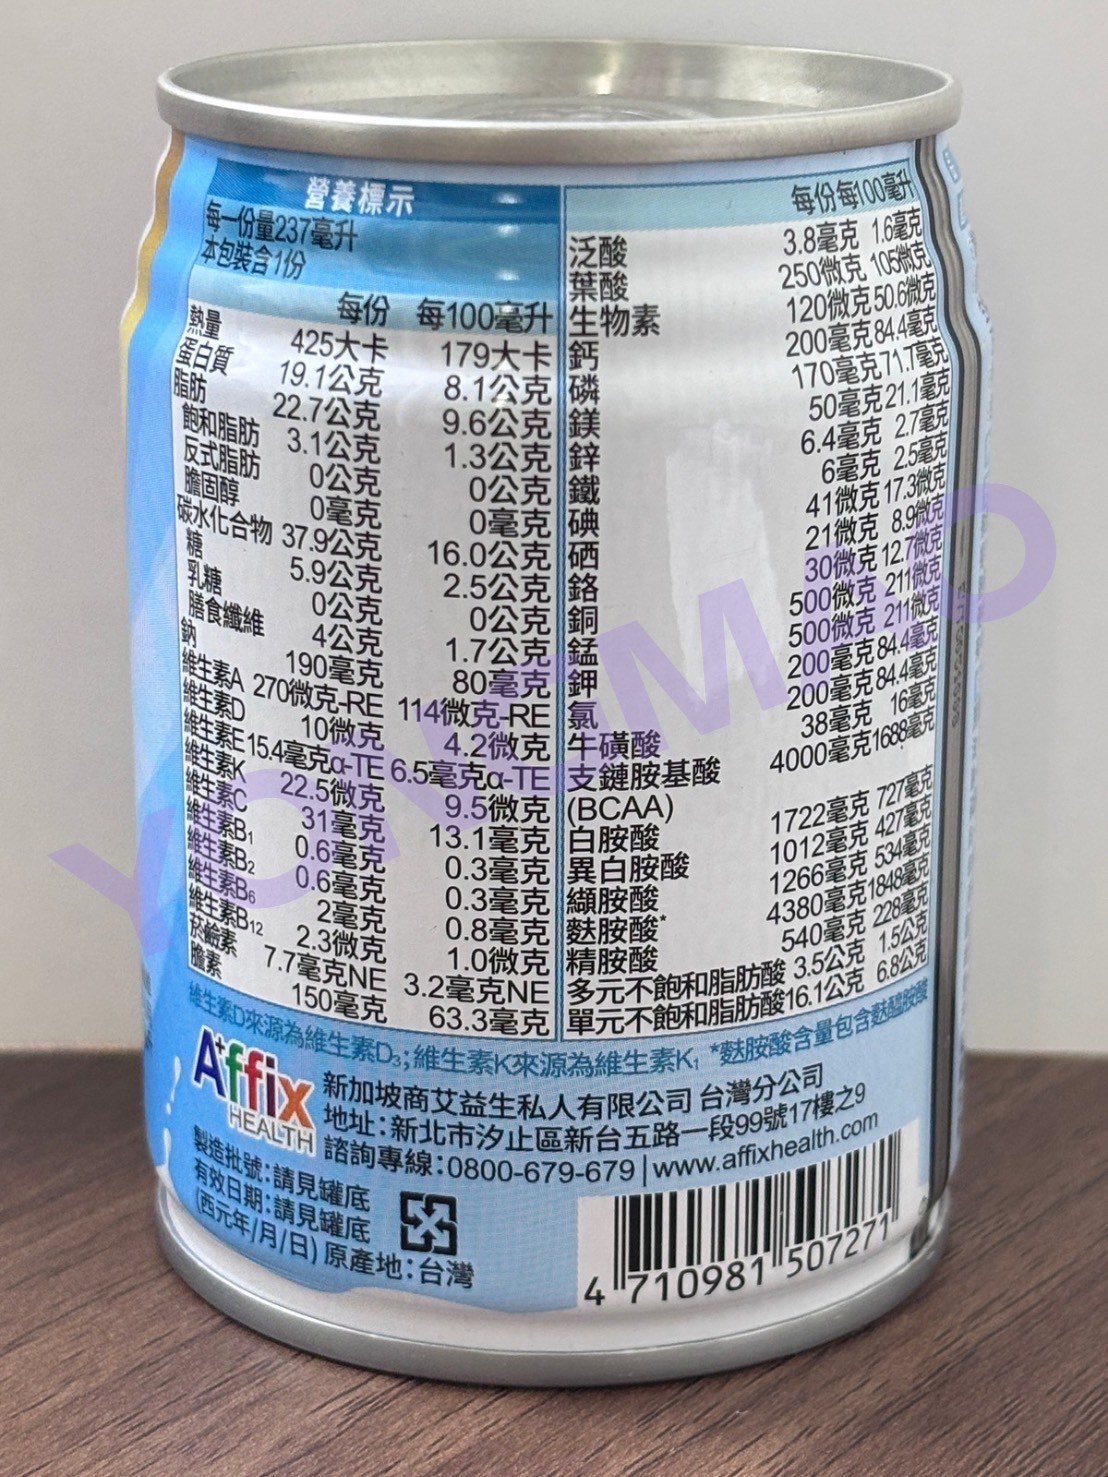 營養標示
每一份量237毫升
本包裝含1份
每份 每100毫升
熱量 425大卡 179大卡
蛋白質 19.1公克 8.1公克
脂肪 22.7公克 9.6公克
飽和脂肪 3.1公克 1.3公克
反式脂肪 0公克 0公克
膽固醇 0毫克 0毫克
碳水化合物 37.9公克 16.0公克
糖 5.9公克 2.5公克
乳糖 0公克 0公克
膳食纖維 4公克 1.7公克
鈉 190毫克 80毫克
維生素A 270微克-RE 114微克-RE
維生素D 10微克 4.2微克
維生素E 15.4毫克α-TE 6.5毫克α-TE
維生素K 22.5微克 9.5微克
維生素C 31毫克 13.1毫克
維生素B1 0.6毫克 0.3毫克
維生素B2 0.6毫克 0.3毫克
維生素B6 2毫克 0.8毫克
維生素B12 2.3微克 1.0微克
菸鹼素 7.7毫克NE 3.2毫克NE
膽素 150毫克 63.3毫克
每份 每100毫升
泛酸 3.8毫克 1.6毫克
葉酸 250微克 105微克
生物素 120微克 50.6微克
鈣 200毫克 84.4毫克
磷 170毫克 71.7毫克
鎂 50毫克 21.1毫克
鋅 6.4毫克 2.7毫克
鐵 6毫克 2.5毫克
碘 41微克 17.3微克
硒 21微克 8.9微克
鉻 30微克 12.7微克
銅 500微克 211微克
錳 500微克 211微克
鉀 200毫克 84.4毫克
氯 200毫克 84.4毫克
牛磺酸 38毫克 16毫克
支鏈胺基酸 4000毫克 1688毫克
(BCAA)
白胺酸 1722毫克 727毫克
異白胺酸 1012毫克 427毫克
纈胺酸 1266毫克 534毫克
麩胺酸* 4380毫克 1848毫克
精胺酸 540毫克 228毫克
多元不飽和脂肪酸 3.5公克 1.5公克
單元不飽和脂肪酸 16.1公克 6.8公克
維生素D來源為維生素D3;維生素K來源為維生素K1 *麩胺酸含量包含麩醯胺酸
A+ffix
HEALTH
新加坡商艾益生私人有限公司 台灣分公司
地址:新北市汐止區新台五路一段99號17樓之9
諮詢專線:0800-679-679 | www.affixhealth.com
製造批號:請見罐底
有效日期:請見罐底
(西元年/月/日) 原產地:台灣
4 710981 507271